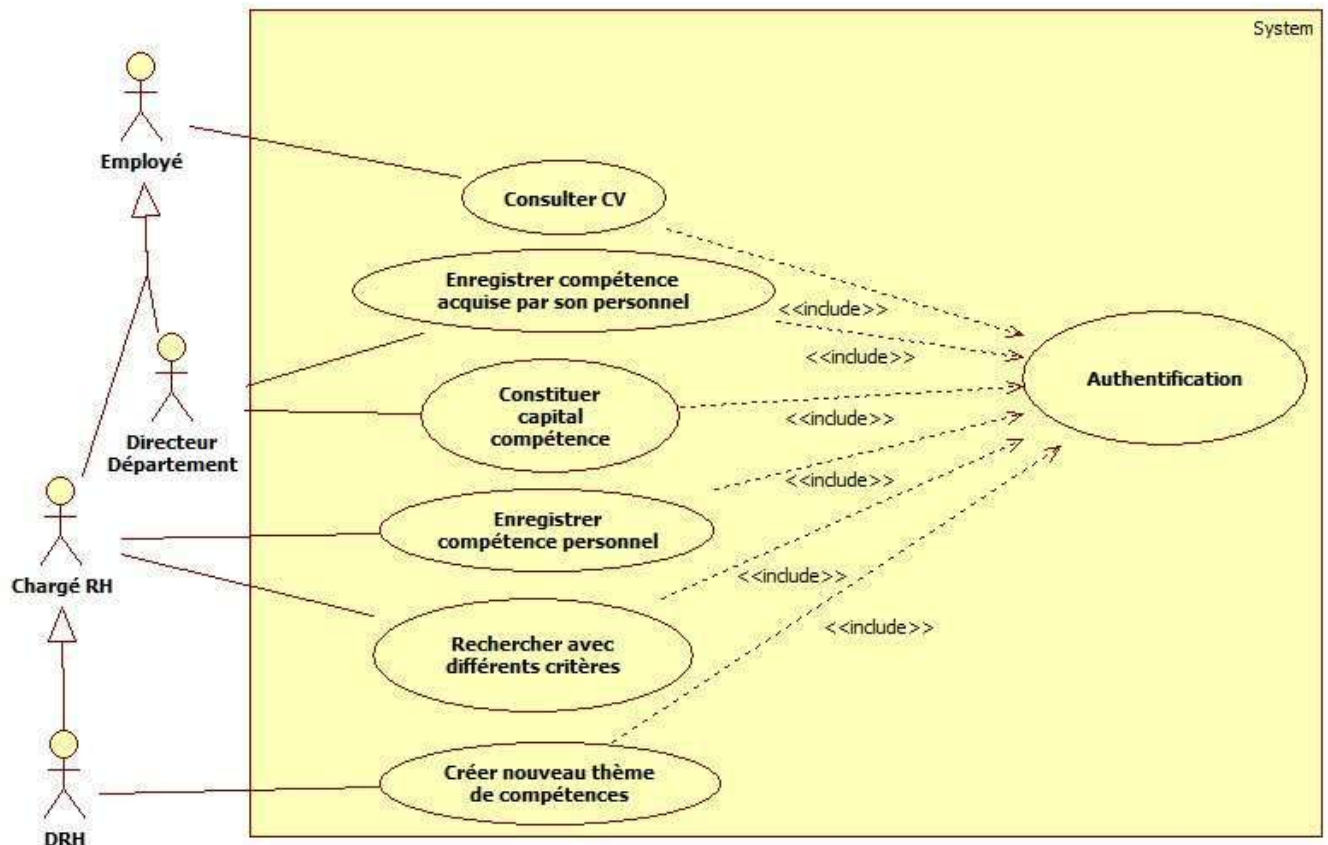 System
Employé
Consulter CV
Enregistrer compétence
acquise par son personnel
<<include>>
<<include>>
Authentification
Constituer
capital
compétence
<<include>>
Directeur
Département
<<include>>
Enregistrer
compétence personnel
Chargé RH
<<include>>
<<include>>
Rechercher avec
différents critères
Créer nouveau thème
de compétences
DRH